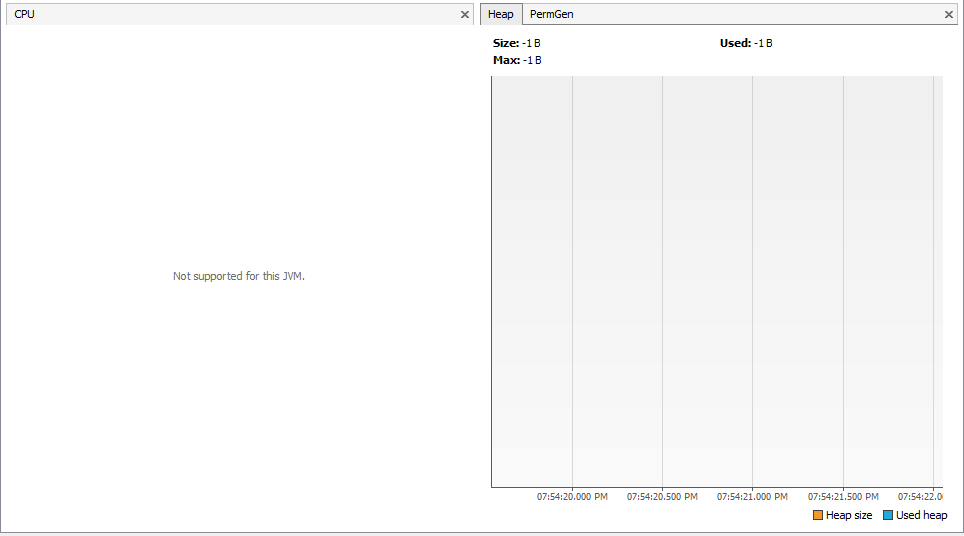 CPU
Heap PermGen
Size: -1 B Used: -1 B
Max: -1 B
Not supported for this JVM.
07:54:20.000 PM 07:54:20.500 PM 07:54:21.000 PM 07:54:21.500 PM 07:54:22.0
Heap size Used heap